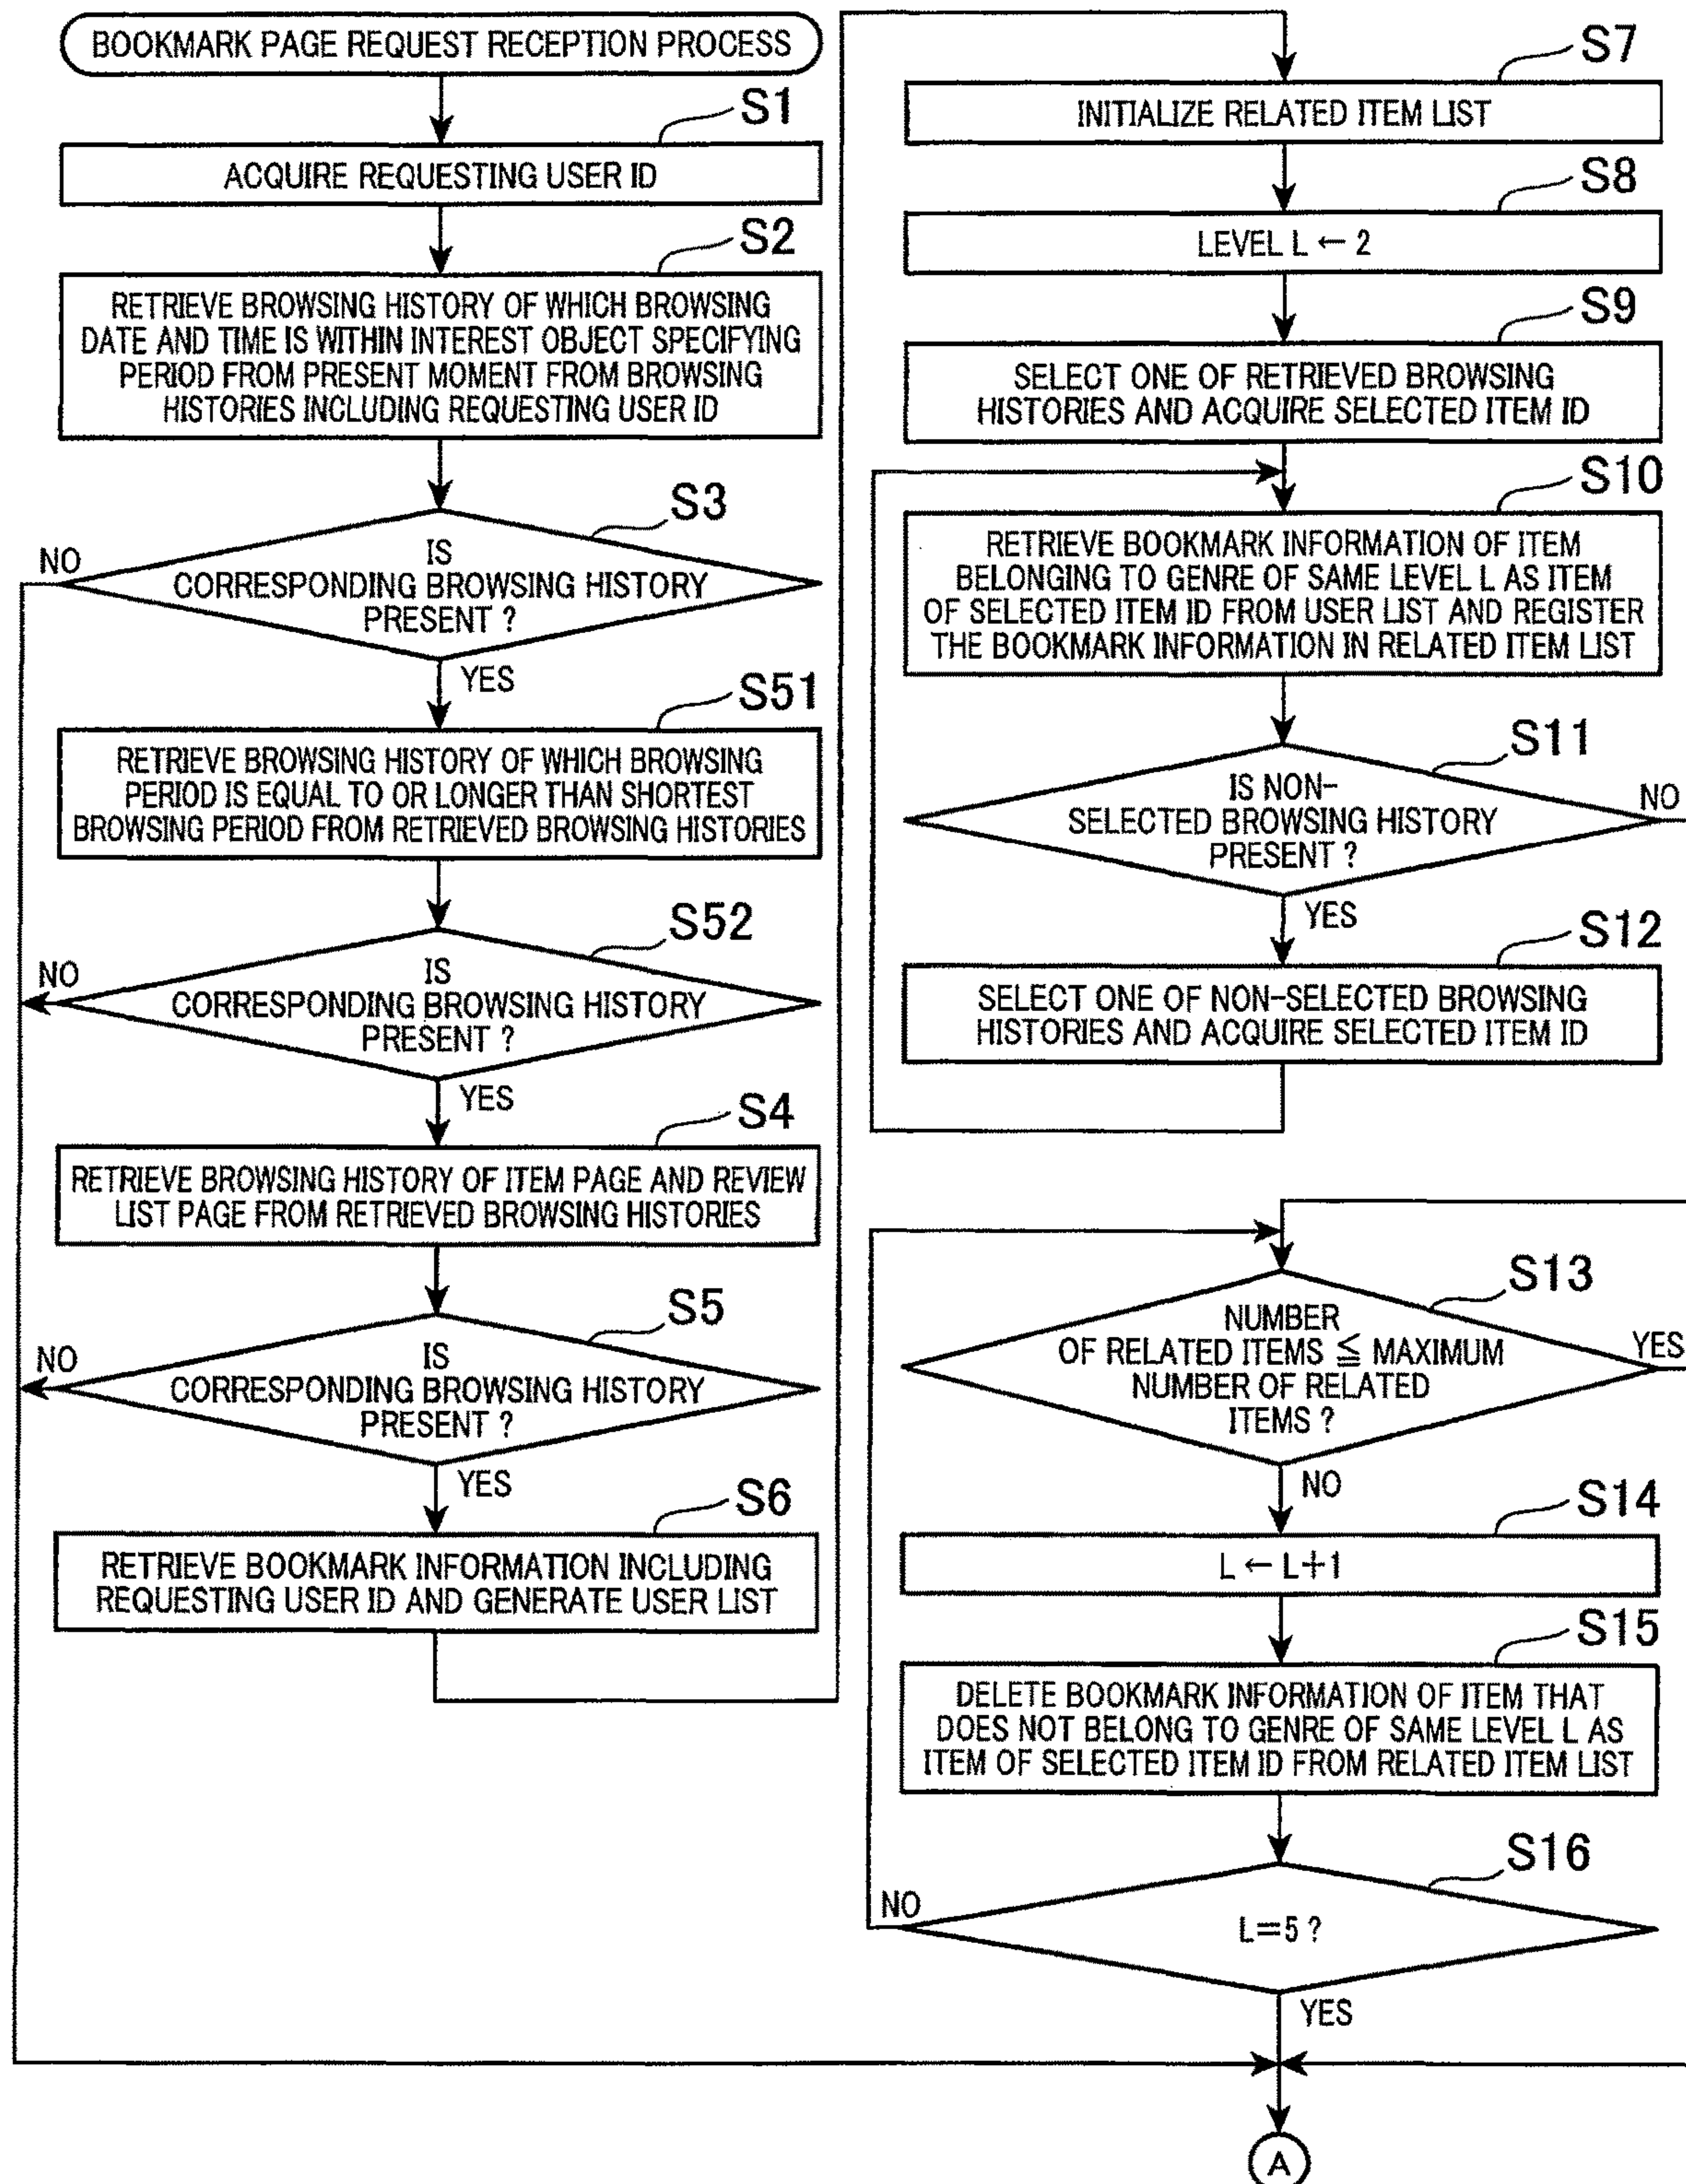 BOOKMARK PAGE REQUEST RECEPTION PROCESS
S1
ACQUIRE REQUESTING USER ID
S2
RETRIEVE BROWSING HISTORY OF WHICH BROWSING
DATE AND TIME IS WITHIN INTEREST OBJECT SPECIFYING
PERIOD FROM PRESENT MOMENT FROM BROWSING
HISTORIES INCLUDING REQUESTING USER ID
S3
NO
IS
CORRESPONDING BROWSING HISTORY
PRESENT ?
YES
S51
RETRIEVE BROWSING HISTORY OF WHICH BROWSING
PERIOD IS EQUAL TO OR LONGER THAN SHORTEST
BROWSING PERIOD FROM RETRIEVED BROWSING HISTORIES
S52
NO
IS
CORRESPONDING BROWSING HISTORY
PRESENT ?
YES
S4
RETRIEVE BROWSING HISTORY OF ITEM PAGE AND REVIEW
LIST PAGE FROM RETRIEVED BROWSING HISTORIES
S5
NO
IS
CORRESPONDING BROWSING HISTORY
PRESENT ?
YES
S6
RETRIEVE BOOKMARK INFORMATION INCLUDING
REQUESTING USER ID AND GENERATE USER LIST
S7
INITIALIZE RELATED ITEM LIST
S8
LEVEL L ← 2
S9
SELECT ONE OF RETRIEVED BROWSING
HISTORIES AND ACQUIRE SELECTED ITEM ID
S10
RETRIEVE BOOKMARK INFORMATION OF ITEM
BELONGING TO GENRE OF SAME LEVEL L AS ITEM
OF SELECTED ITEM ID FROM USER LIST AND REGISTER
THE BOOKMARK INFORMATION IN RELATED ITEM LIST
S11
IS NON-
SELECTED BROWSING HISTORY
PRESENT ?
NO
YES
S12
SELECT ONE OF NON-SELECTED BROWSING
HISTORIES AND ACQUIRE SELECTED ITEM ID
S13
NUMBER
OF RELATED ITEMS ≦ MAXIMUM
NUMBER OF RELATED
ITEMS ?
YES
NO
S14
L ← L+1
S15
DELETE BOOKMARK INFORMATION OF ITEM THAT
DOES NOT BELONG TO GENRE OF SAME LEVEL L AS
ITEM OF SELECTED ITEM ID FROM RELATED ITEM LIST
S16
NO
L=5 ?
YES
A